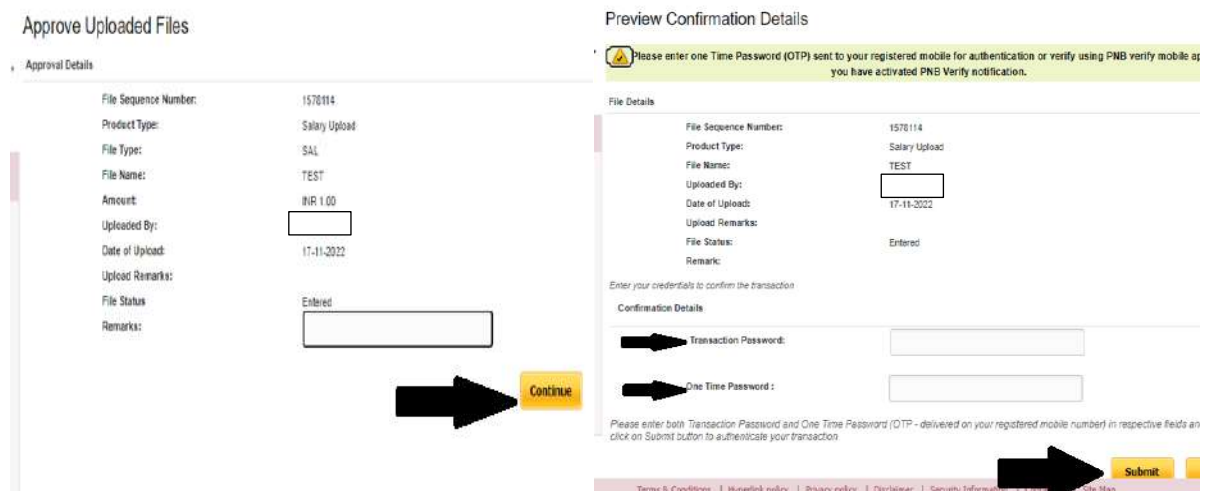 Approve Uploaded Files
Approval Details
File Sequence Number: 1578114
Product Type: Salary Upload
File Type: SAL
File Name: TEST
Amount: INR 1.00
Uploaded By:
Date of Upload: 17-11-2022
Upload Remarks:
File Status Entered
Remarks:
Continue
Preview Confirmation Details
Please enter one Time Password (OTP) sent to your registered mobile for authentication or verify using PNB verify mobile
you have activated PNB Verify notification.
File Details
File Sequence Number: 1578114
Product Type: Salary Upload
File Name: TEST
Uploaded By:
Date of Upload: 17-11-2022
Upload Remarks:
File Status: Entered
Remark:
Enter your credentials to confirm the transaction
Confirmation Details
Transaction Password:
One Time Password :
Please enter both Transaction Password and One Time Password (OTP - delivered on your registered mobile number) in respective fields
click on Submit button to authenticate your transaction
Submit
Terms & Conditions | Hyperlink policy | Privacy policy | Disclaimer | Security Information | Site Map